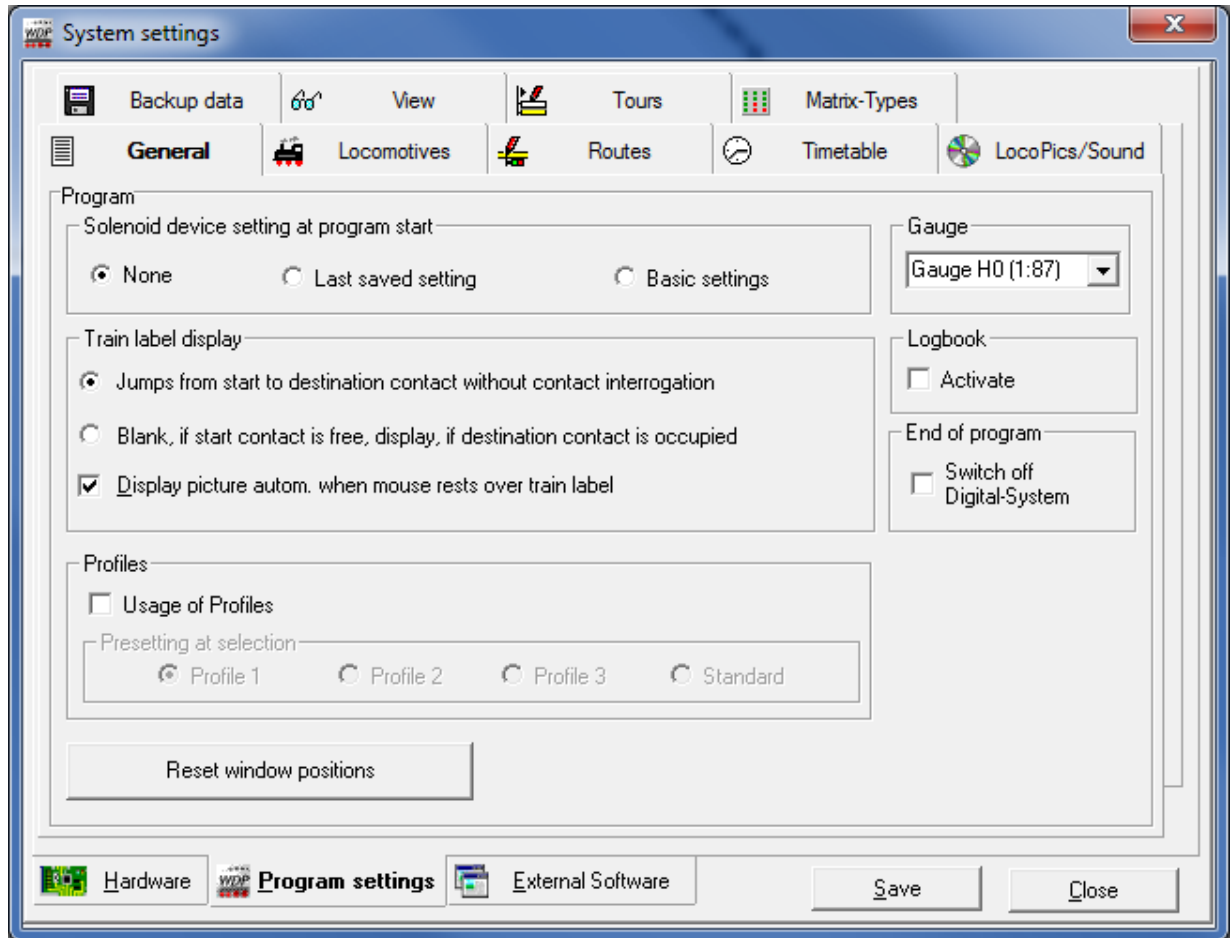 WDP System settings
Backup data View Tours Matrix-Types
General Locomotives Routes Timetable LocoPics/Sound
Program
Solenoid device setting at program start
None Last saved setting Basic settings
Gauge
Gauge H0 (1:87)
Train label display
Jumps from start to destination contact without contact interrogation
Blank, if start contact is free, display, if destination contact is occupied
Display picture autom. when mouse rests over train label
Logbook
Activate
End of program
Switch off
Digital-System
Profiles
Usage of Profiles
Presetting at selection
Profile 1 Profile 2 Profile 3 Standard
Reset window positions
Hardware WDP Program settings External Software
Save Close